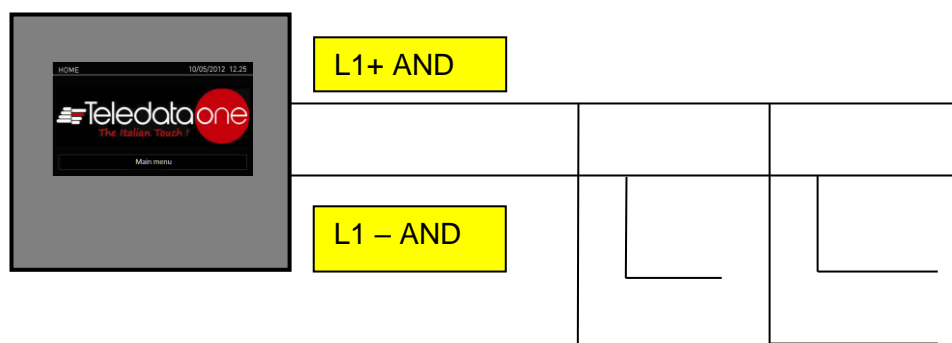 L1+ AND
HOME 10/05/2012 12.25
Teledata one
The Italian Touch !
Main menu
L1 – AND